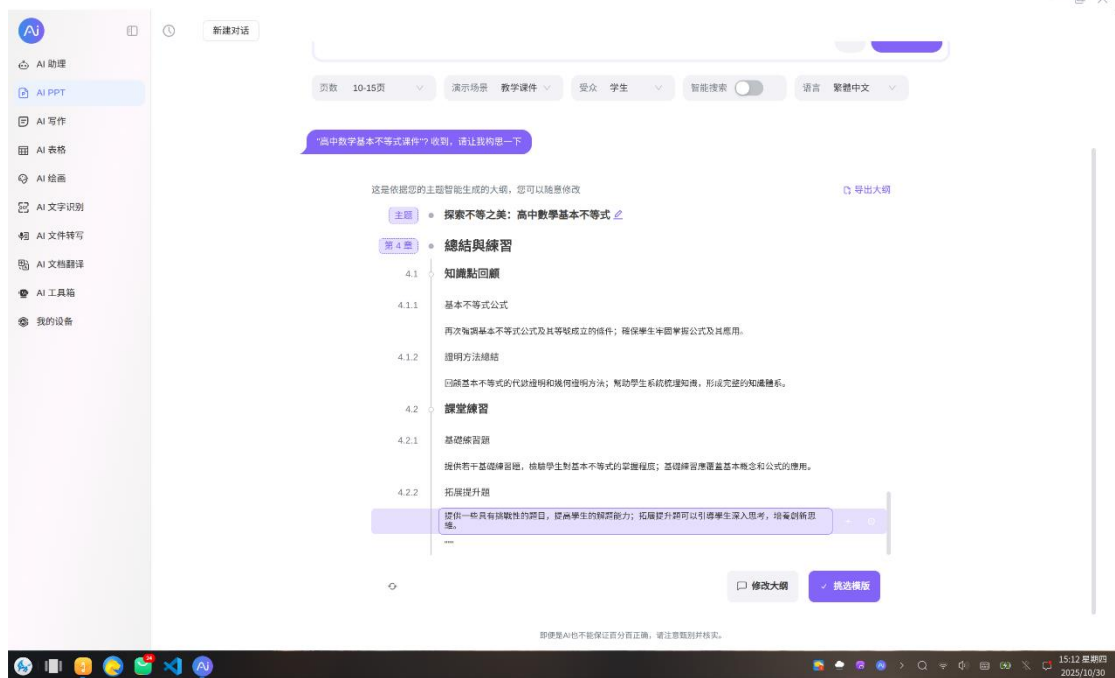 新建对话
AI 助理
AI PPT
AI 写作
AI 表格
AI 绘画
AI 文字识别
AI 文件转写
AI 文档翻译
AI 工具箱
我的设备
页数 10-15页 演示场景 教学课件 受众 学生 智能搜索 语言 繁體中文
"高中数学基本不等式课件"? 收到，请让我构思一下
这是依据您的主题智能生成的大纲，您可以随意修改 导出大纲
主题 探索不等之美：高中數學基本不等式
第 4 章 總結與練習
4.1 知識點回顧
4.1.1 基本不等式公式
再次強調基本不等式公式及其等號成立的條件；確保學生牢固掌握公式及其應用。
4.1.2 證明方法總結
回顧基本不等式的代數證明和幾何證明方法；幫助學生系統梳理知識，形成完整的知識體系。
4.2 課堂練習
4.2.1 基礎練習題
提供若干基礎練習題，檢驗學生對基本不等式的掌握程度；基礎練習應覆蓋基本概念和公式的應用。
4.2.2 拓展提升題
提供一些具有挑戰性的題目，提高學生的解題能力；拓展提升題可以引導學生深入思考，培養創新思
維。
修改大纲 挑选模版
即便是AI也不能保证百分百正确，请注意甄别并核实。
15:12 星期四
2025/10/30